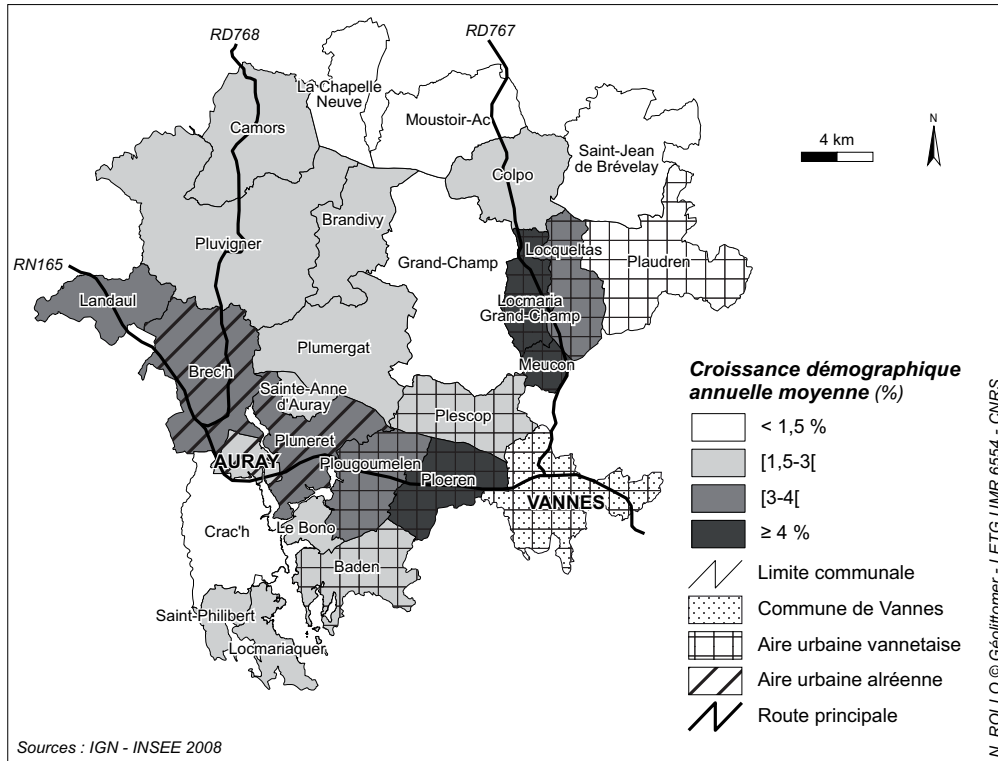 RD768
RD767
La Chapelle
Neuve
Camors
Moustoir-Ac
Saint-Jean
de Brévelay
4 km
N
Colpo
Brandivy
Pluvigner
Locqueltas
Plaudren
Grand-Champ
RN165
Landaul
Locmaria
Grand-Champ
Plumergat
Meucon
Brec'h
Sainte-Anne
d'Auray
Plescop
Pluneret
AURAY
Plougoumelen
Ploeren
VANNES
Crac'h
Le Bono
Baden
Saint-Philibert
Locmariaquer
Croissance démographique
annuelle moyenne (%)
< 1,5 %
[1,5-3[
[3-4[
≥ 4 %
Limite communale
Commune de Vannes
Aire urbaine vannetaise
Aire urbaine alréenne
Route principale
Sources : IGN - INSEE 2008
N. ROLLO © Géolittomer - LETG UMR 6554 - CNRS